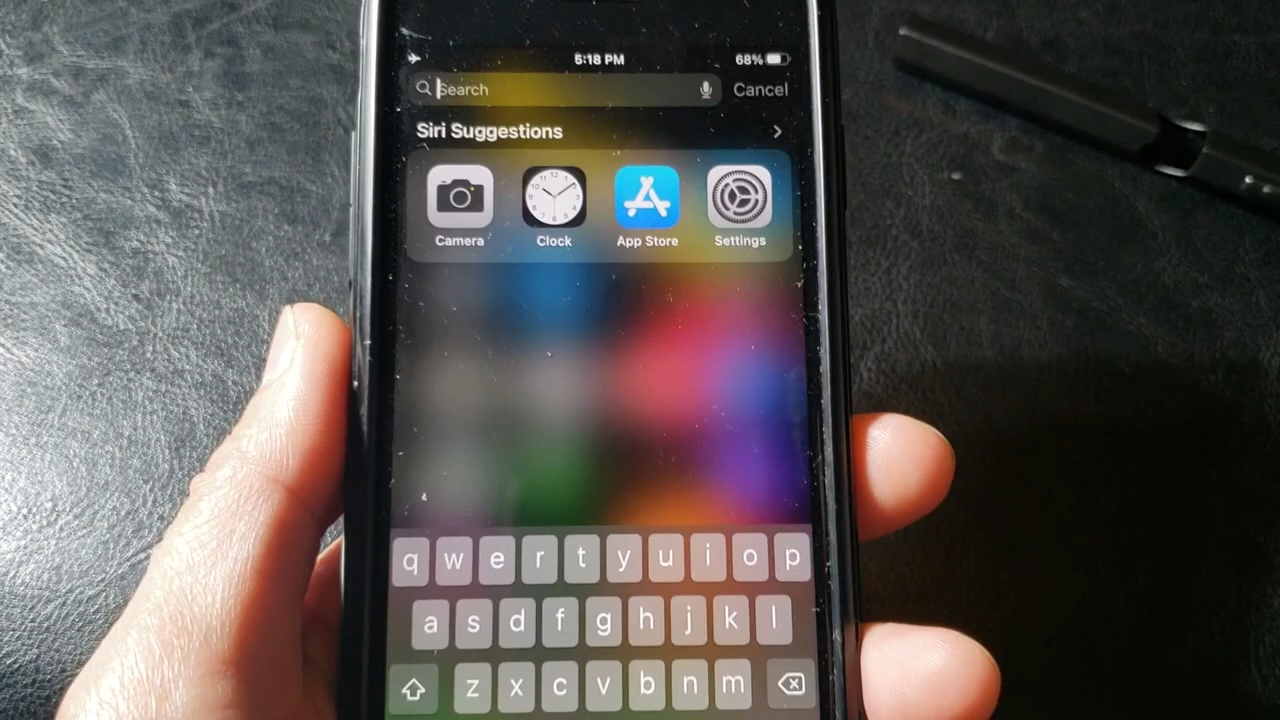 5:18 PM 68%
Search Cancel
Siri Suggestions
Camera Clock App Store Settings
q w e r t y u i o p
a s d f g h j k l
z x c v b n m